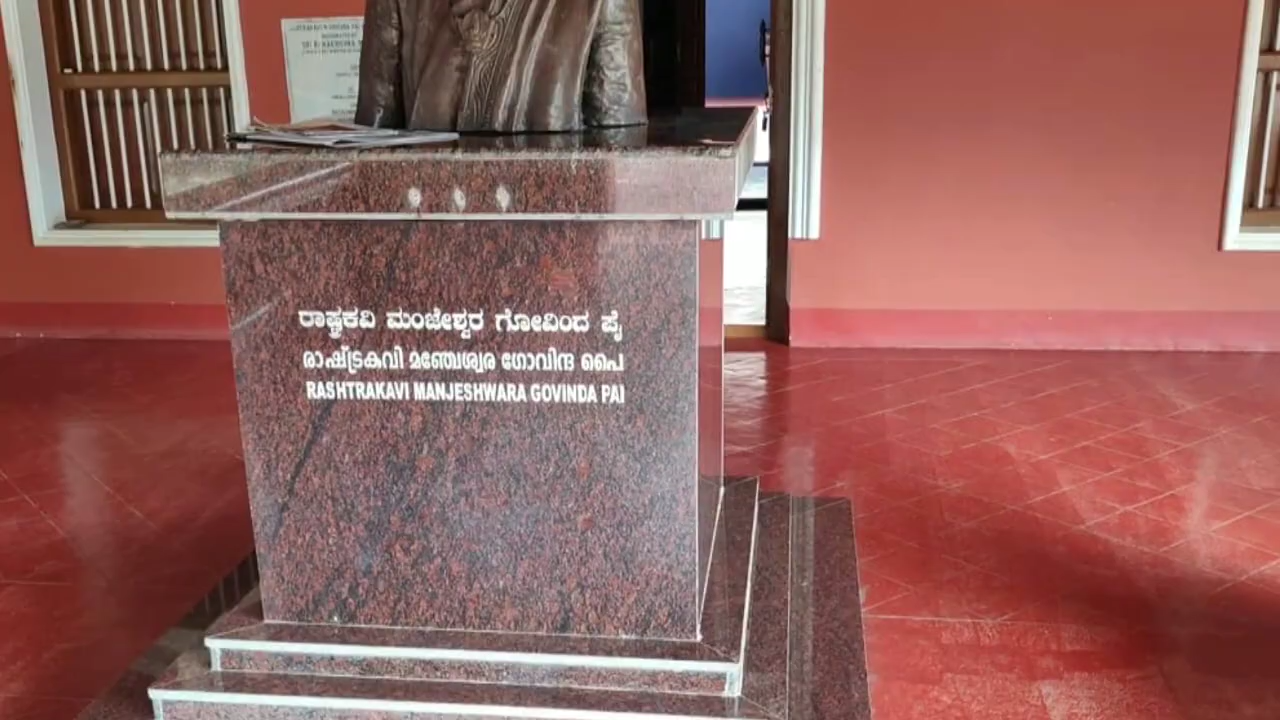 ರಾಷ್ಟ್ರಕವಿ ಮಂಜೇಶ್ವರ ಗೋವಿಂದ ಪೈ
രാഷ്ട്രകവി മഞ്ചേശ്വര ഗോവിന്ദ പൈ
RASHTRAKAVI MANJESHWARA GOVINDA PAI